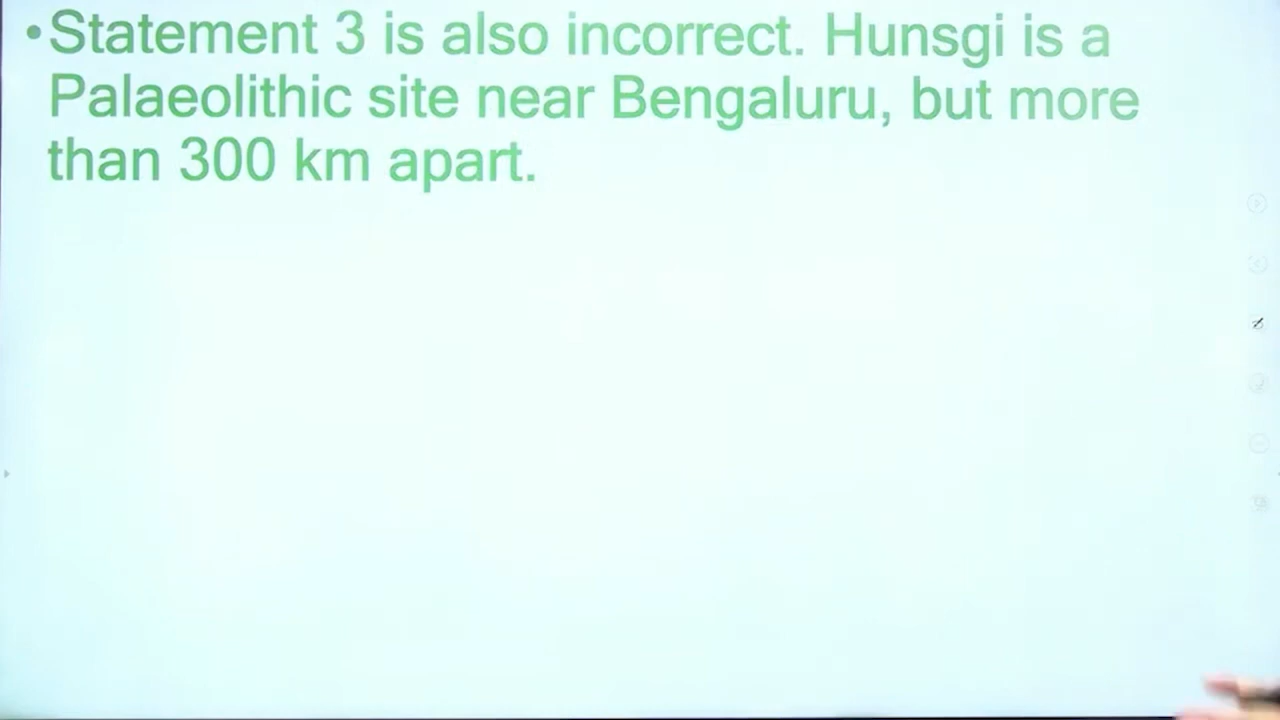 •Statement 3 is also incorrect. Hunsgi is a
Palaeolithic site near Bengaluru, but more
than 300 km apart.